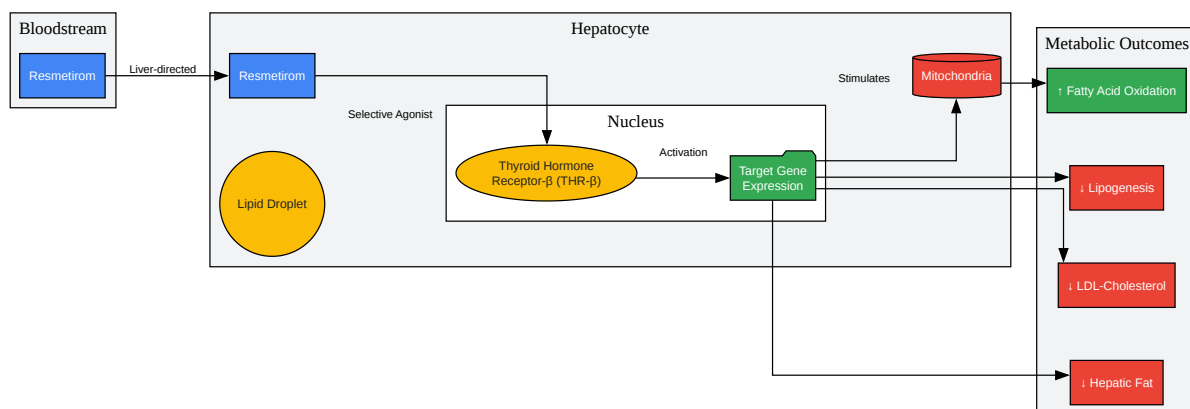 Bloodstream
Hepatocyte
Metabolic Outcomes
Resmetirom
Liver-directed
Resmetirom
Selective Agonist
Stimulates
Mitochondria
↑ Fatty Acid Oxidation
Nucleus
Thyroid Hormone
Receptor-β (THR-β)
Activation
Target Gene
Expression
↓ Lipogenesis
Lipid Droplet
↓ LDL-Cholesterol
↓ Hepatic Fat